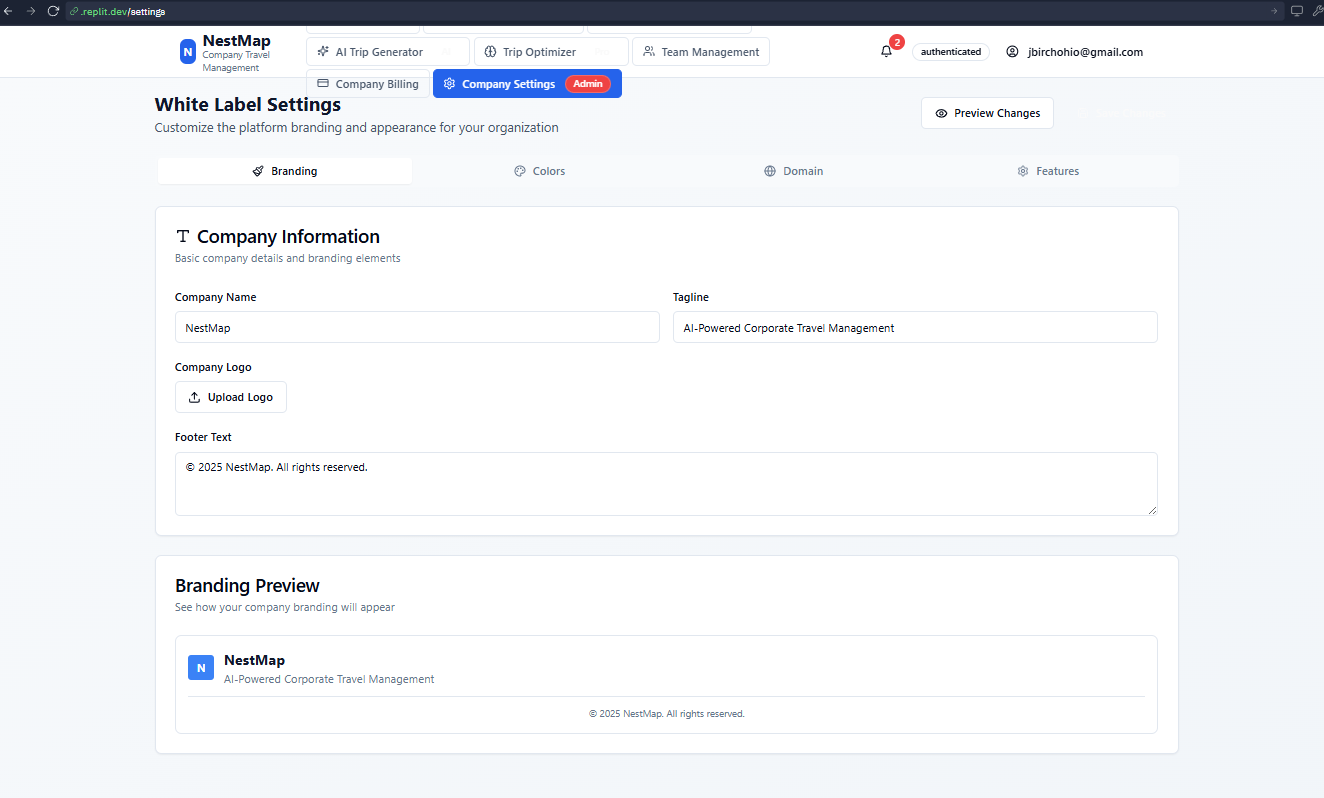 .replit.dev/settings
N
NestMap
Company Travel
Management
AI Trip Generator
Trip Optimizer
Team Management
Company Billing
Company Settings
Admin
2
authenticated
jbirchohio@gmail.com
White Label Settings
Customize the platform branding and appearance for your organization
Preview Changes
Branding
Colors
Domain
Features
Company Information
Basic company details and branding elements
Company Name
Tagline
NestMap
AI-Powered Corporate Travel Management
Company Logo
Upload Logo
Footer Text
© 2025 NestMap. All rights reserved.
Branding Preview
See how your company branding will appear
N
NestMap
AI-Powered Corporate Travel Management
© 2025 NestMap. All rights reserved.